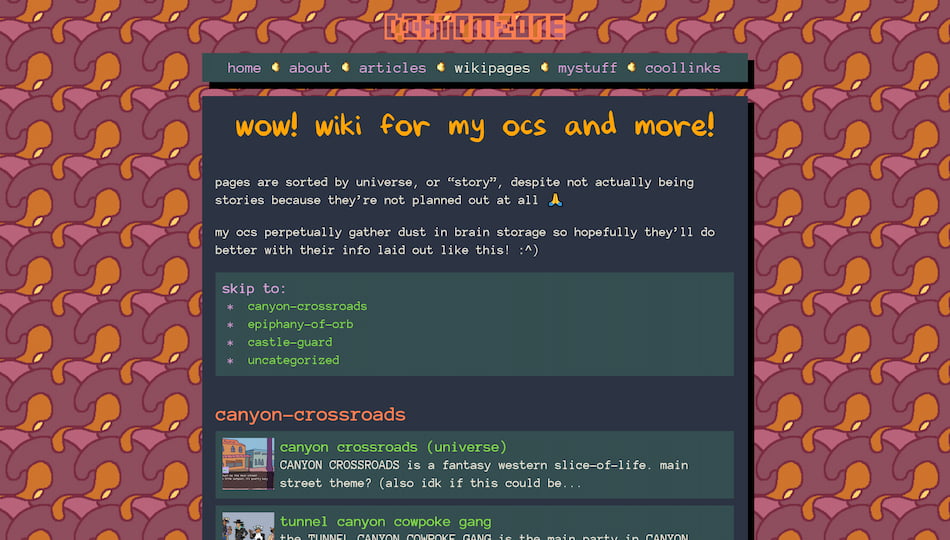 home about articles wikipages mystuff coollinks
wow! wiki for my ocs and more!
pages are sorted by universe, or “story”, despite not actually being
stories because they’re not planned out at all 🙏
my ocs perpetually gather dust in brain storage so hopefully they’ll do
better with their info laid out like this! :^)
skip to:
* canyon-crossroads
* epiphany-of-orb
* castle-guard
* uncategorized
canyon-crossroads
canyon crossroads (universe)
CANYON CROSSROADS is a fantasy western slice-of-life. main
street theme? (also idk if this could be...
tunnel canyon cowpoke gang
the TUNNEL CANYON COWPOKE GANG is the main party in CANYON